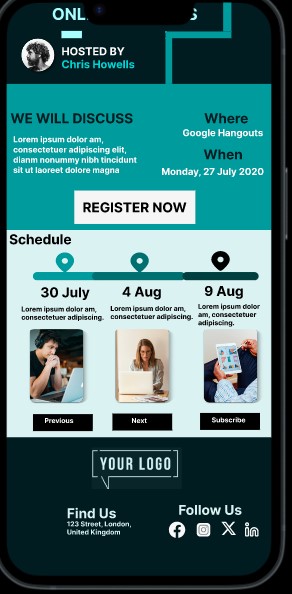 HOSTED BY
Chris Howells
WE WILL DISCUSS
Lorem ipsum dolor am,
consectetuer adipiscing elit,
dianm nonummy nibh tincidunt
sit ut laoreet dolore magna
Where
Google Hangouts
When
Monday, 27 July 2020
REGISTER NOW
Schedule
30 July
Lorem ipsum dolor am,
consectetuer adipiscing.
4 Aug
Lorem ipsum dolor am,
consectetuer adipiscing.
9 Aug
Lorem ipsum dolor
am, consectetuer
adipiscing.
Previous
Next
Subscribe
YOUR LOGO
Find Us
123 Street, London,
United Kingdom
Follow Us